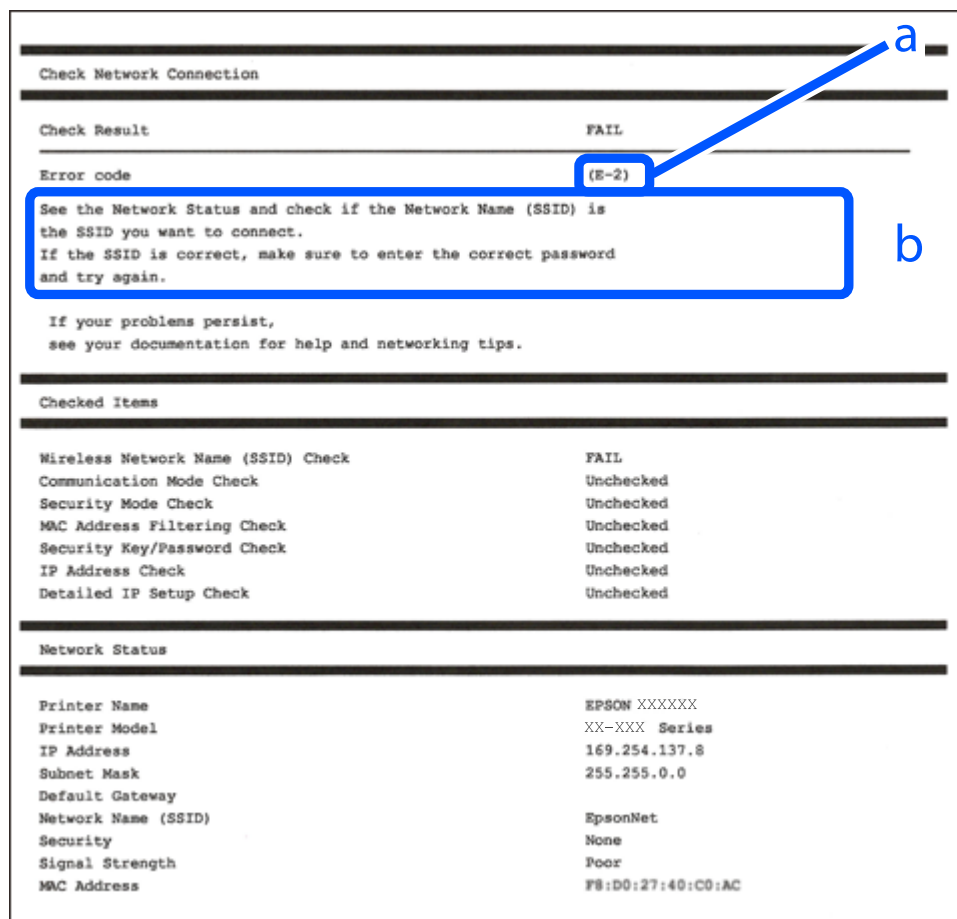 a
Check Network Connection
Check Result FAIL
Error code (E-2)
See the Network Status and check if the Network Name (SSID) is
the SSID you want to connect.
If the SSID is correct, make sure to enter the correct password
and try again.
b
If your problems persist,
see your documentation for help and networking tips.
Checked Items
Wireless Network Name (SSID) Check FAIL
Communication Mode Check Unchecked
Security Mode Check Unchecked
MAC Address Filtering Check Unchecked
Security Key/Password Check Unchecked
IP Address Check Unchecked
Detailed IP Setup Check Unchecked
Network Status
Printer Name EPSON XXXXXX
Printer Model XX-XXX Series
IP Address 169.254.137.8
Subnet Mask 255.255.0.0
Default Gateway
Network Name (SSID) EpsonNet
Security None
Signal Strength Poor
MAC Address F8:D0:27:40:C0:AC